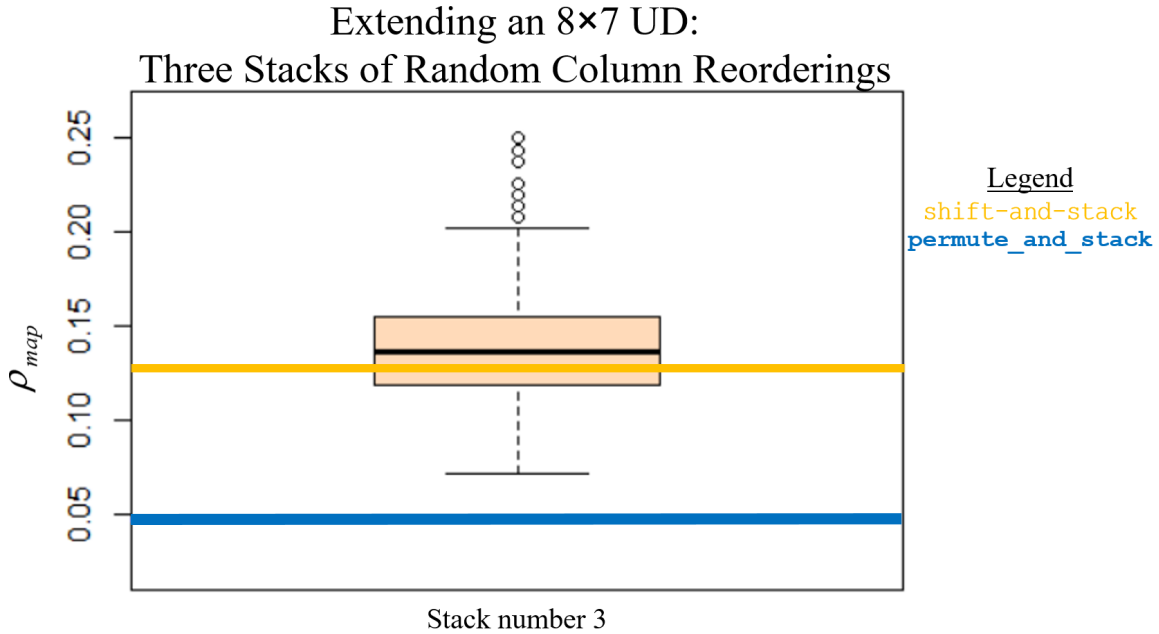 Extending an 8×7 UD:
Three Stacks of Random Column Reorderings
0.25
0.20
0.15
0.10
0.05
ρmap
Stack number 3
Legend
shift-and-stack
permute_and_stack